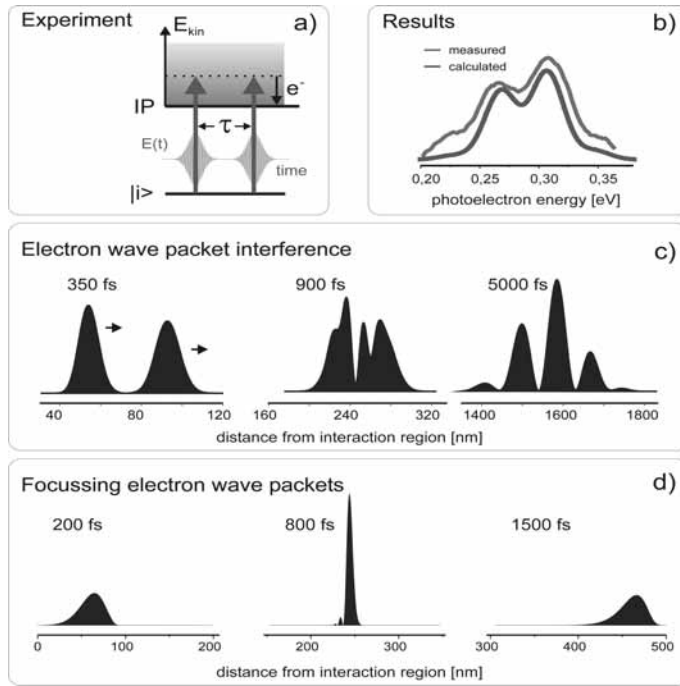 Experiment
a)
E_kin
IP
e⁻
τ
E(t)
time
|i>
Results
b)
measured
calculated
0,20 0,25 0,30 0,35
photoelectron energy [eV]
Electron wave packet interference
c)
350 fs 900 fs 5000 fs
40 80 120 160 240 320 1400 1600 1800
distance from interaction region [nm]
Focussing electron wave packets
d)
200 fs 800 fs 1500 fs
0 100 200 200 300 300 400 500
distance from interaction region [nm]